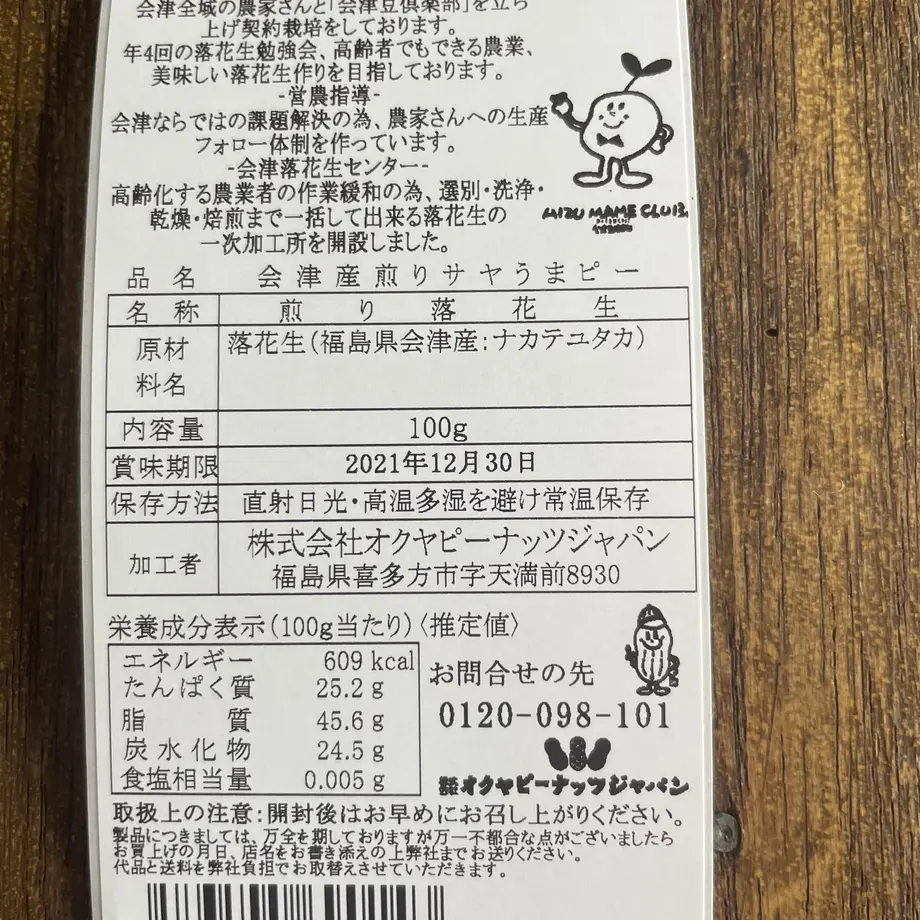 会津全域の農家さんと「会津豆倶楽部」を立ち
上げ契約栽培をしております。
年4回の落花生勉強会、高齢者でもできる農業、
美味しい落花生作りを目指しております。
-営農指導-
会津ならではの課題解決の為、農家さんへの生産
フォロー体制を作っています。
-会津落花生センター-
高齢化する農業者の作業緩和の為、選別・洗浄・
乾燥・焙煎まで一括して出来る落花生の
一次加工所を開設しました。
AIZU MAME CLUB
品名 会津産煎りサヤうまピー
名称 煎り落花生
原材料名 落花生(福島県会津産:ナカテユタカ)
内容量 100g
賞味期限 2021年12月30日
保存方法 直射日光・高温多湿を避け常温保存
加工者 株式会社オクヤピーナッツジャパン
福島県喜多方市字天満前8930
栄養成分表示(100g当たり)〈推定値〉
エネルギー 609 kcal
たんぱく質 25.2 g
脂質 45.6 g
炭水化物 24.5 g
食塩相当量 0.005 g
お問合せの先
0120-098-101
株式会社オクヤピーナッツジャパン
取扱上の注意:開封後はお早めにお召し上がりください。
製品につきましては、万全を期しておりますが万一不都合な点がございましたら
お買上げの月日、店名をお書き添えの上弊社までお送りください。
代品と送料を弊社負担でお取替えさせていただきます。